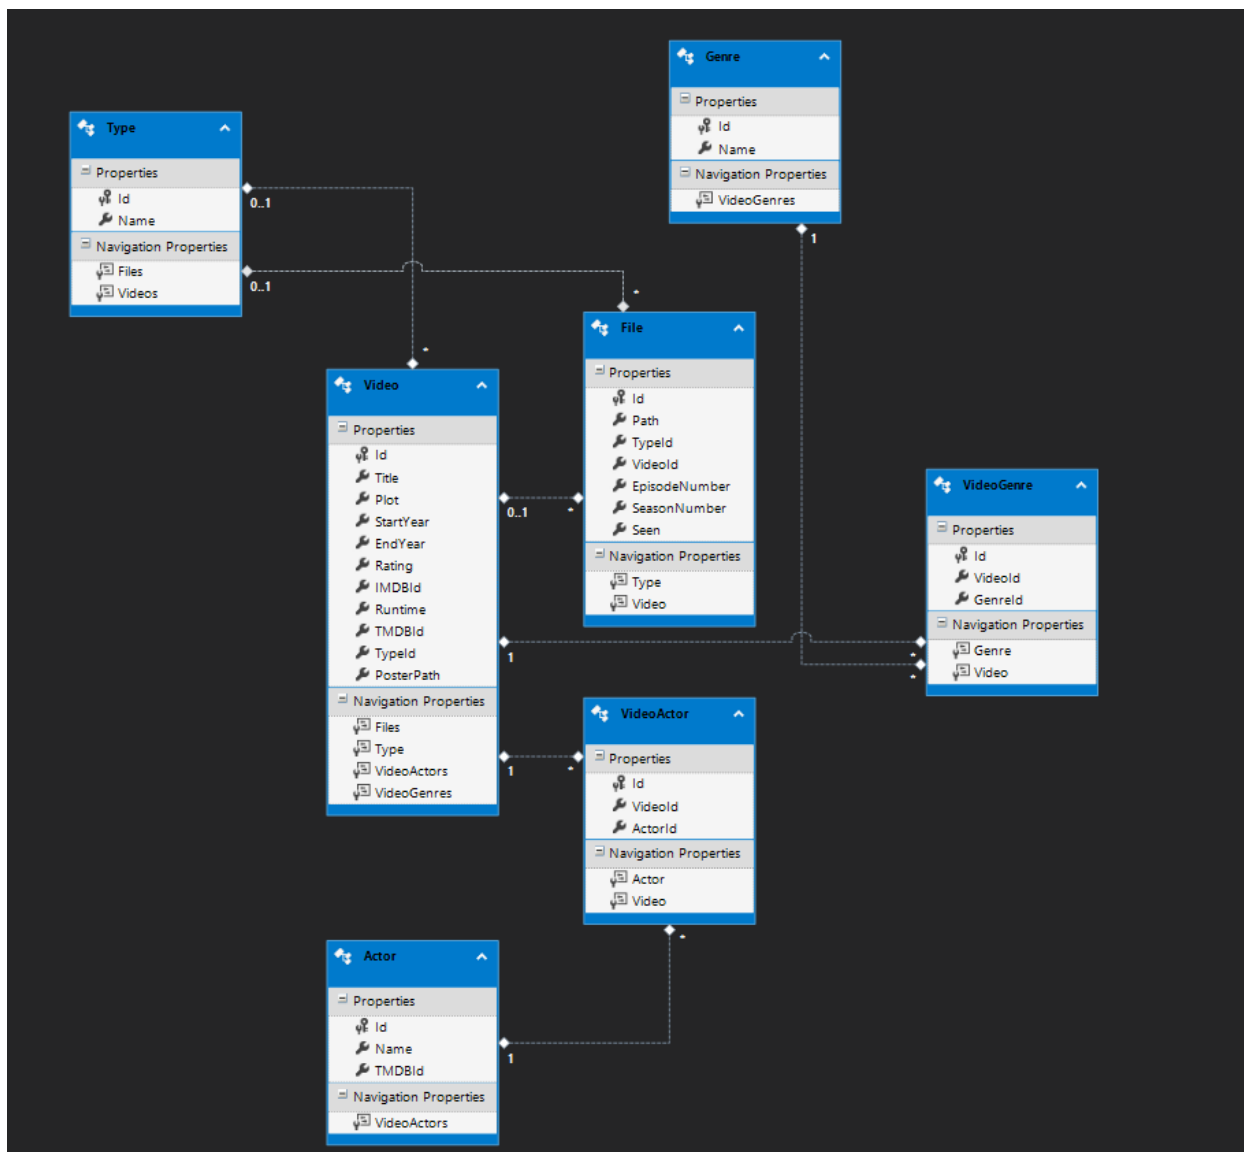 Genre
Properties
Id
Name
Navigation Properties
VideoGenres
1
Type
Properties
Id
Name
Navigation Properties
Files
Videos
0..1
0..1
*
*
File
Properties
Id
Path
TypeId
VideoId
EpisodeNumber
SeasonNumber
Seen
Navigation Properties
Type
Video
Video
Properties
Id
Title
Plot
StartYear
EndYear
Rating
IMDBId
Runtime
TMDBId
TypeId
PosterPath
Navigation Properties
Files
Type
VideoActors
VideoGenres
0..1
*
1
*
*
1
*
VideoGenre
Properties
Id
VideoId
GenreId
Navigation Properties
Genre
Video
VideoActor
Properties
Id
VideoId
ActorId
Navigation Properties
Actor
Video
*
Actor
Properties
Id
Name
TMDBId
Navigation Properties
VideoActors
1